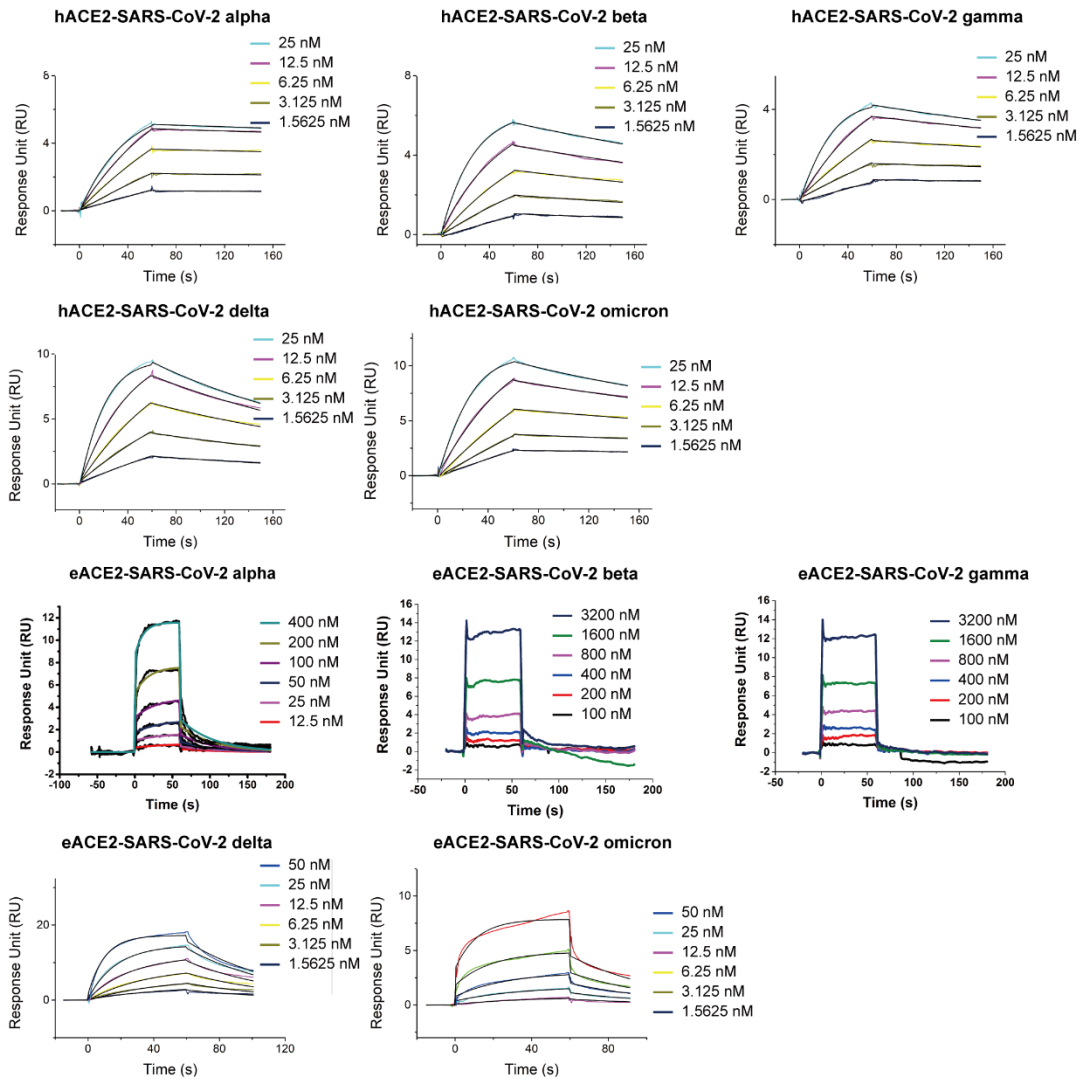 hACE2-SARS-CoV-2 alpha
25 nM
12.5 nM
6.25 nM
3.125 nM
1.5625 nM
8
4
0
Response Unit (RU)
0 40 80 120 160
Time (s)
hACE2-SARS-CoV-2 beta
25 nM
12.5 nM
6.25 nM
3.125 nM
1.5625 nM
8
4
0
Response Unit (RU)
0 40 80 120 160
Time (s)
hACE2-SARS-CoV-2 gamma
25 nM
12.5 nM
6.25 nM
3.125 nM
1.5625 nM
4
0
Response Unit (RU)
0 40 80 120 160
Time (s)
hACE2-SARS-CoV-2 delta
25 nM
12.5 nM
6.25 nM
3.125 nM
1.5625 nM
10
5
0
Response Unit (RU)
0 40 80 120 160
Time (s)
hACE2-SARS-CoV-2 omicron
25 nM
12.5 nM
6.25 nM
3.125 nM
1.5625 nM
10
5
0
Response Unit (RU)
0 40 80 120 160
Time (s)
eACE2-SARS-CoV-2 alpha
400 nM
200 nM
100 nM
50 nM
25 nM
12.5 nM
12
10
8
6
4
2
0
-2
Response Unit (RU)
-100 -50 0 50 100 150 200
Time (s)
eACE2-SARS-CoV-2 beta
3200 nM
1600 nM
800 nM
400 nM
200 nM
100 nM
16
14
12
10
8
6
4
2
0
-2
Response Unit (RU)
-50 0 50 100 150 200
Time (s)
eACE2-SARS-CoV-2 gamma
3200 nM
1600 nM
800 nM
400 nM
200 nM
100 nM
16
14
12
10
8
6
4
2
0
-2
Response Unit (RU)
-50 0 50 100 150 200
Time (s)
eACE2-SARS-CoV-2 delta
50 nM
25 nM
12.5 nM
6.25 nM
3.125 nM
1.5625 nM
20
0
Response Unit (RU)
0 40 80 120
Time (s)
eACE2-SARS-CoV-2 omicron
50 nM
25 nM
12.5 nM
6.25 nM
3.125 nM
1.5625 nM
10
5
0
Response Unit (RU)
0 40 80
Time (s)